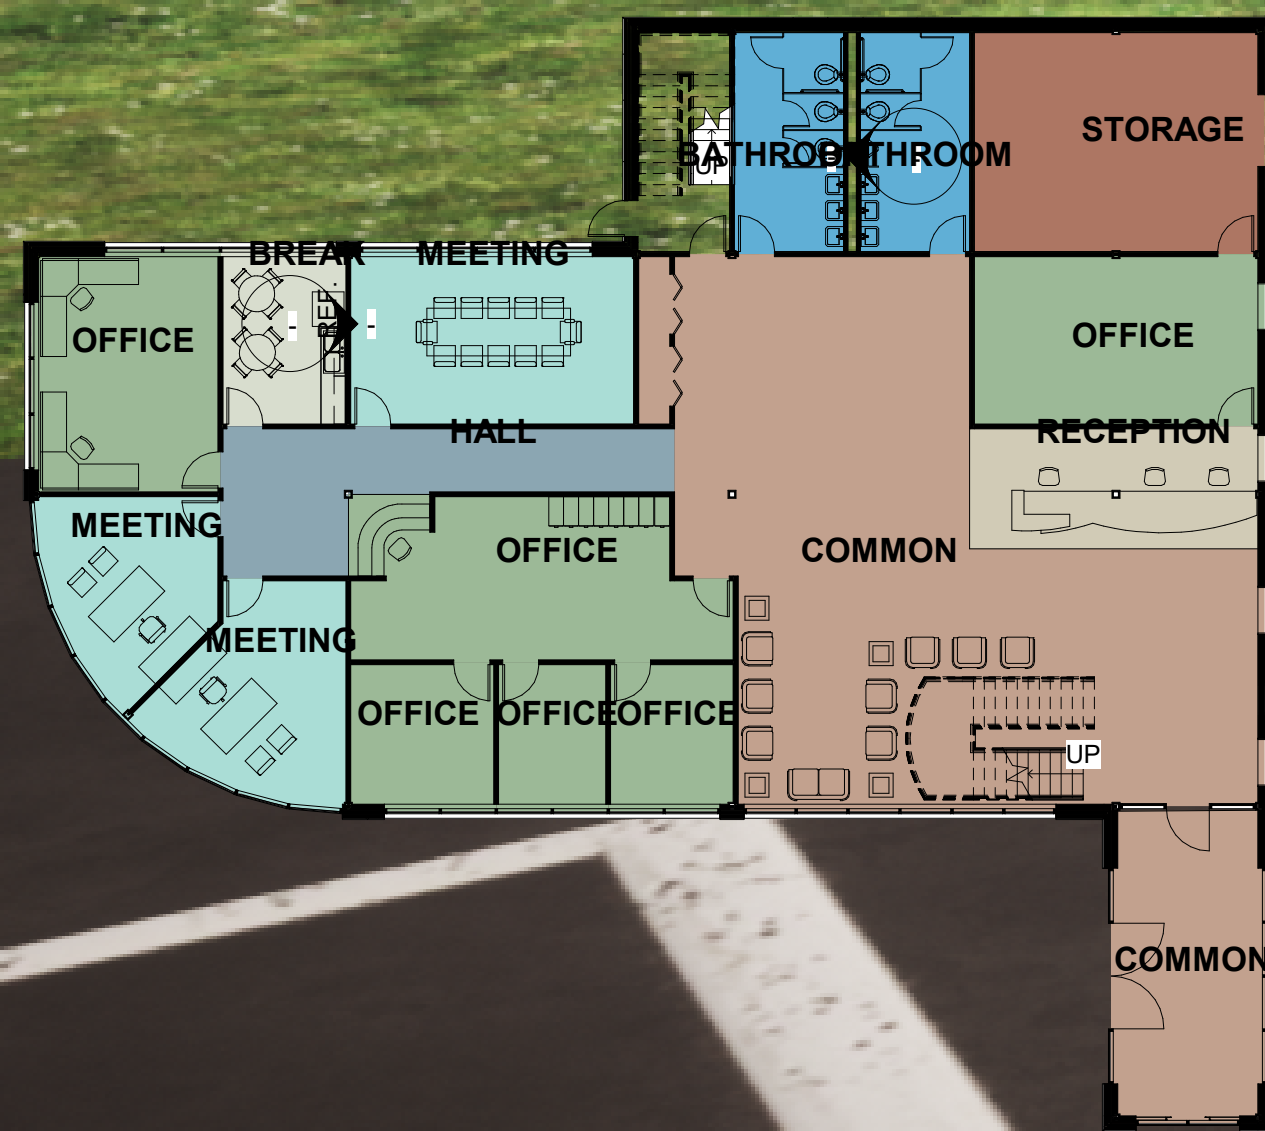 STORAGE
BATHROOM
BATHROOM
UP
BREAK
MEETING
REF.
OFFICE
OFFICE
HALL
RECEPTION
MEETING
OFFICE
COMMON
MEETING
OFFICE
OFFICE
OFFICE
UP
COMMON